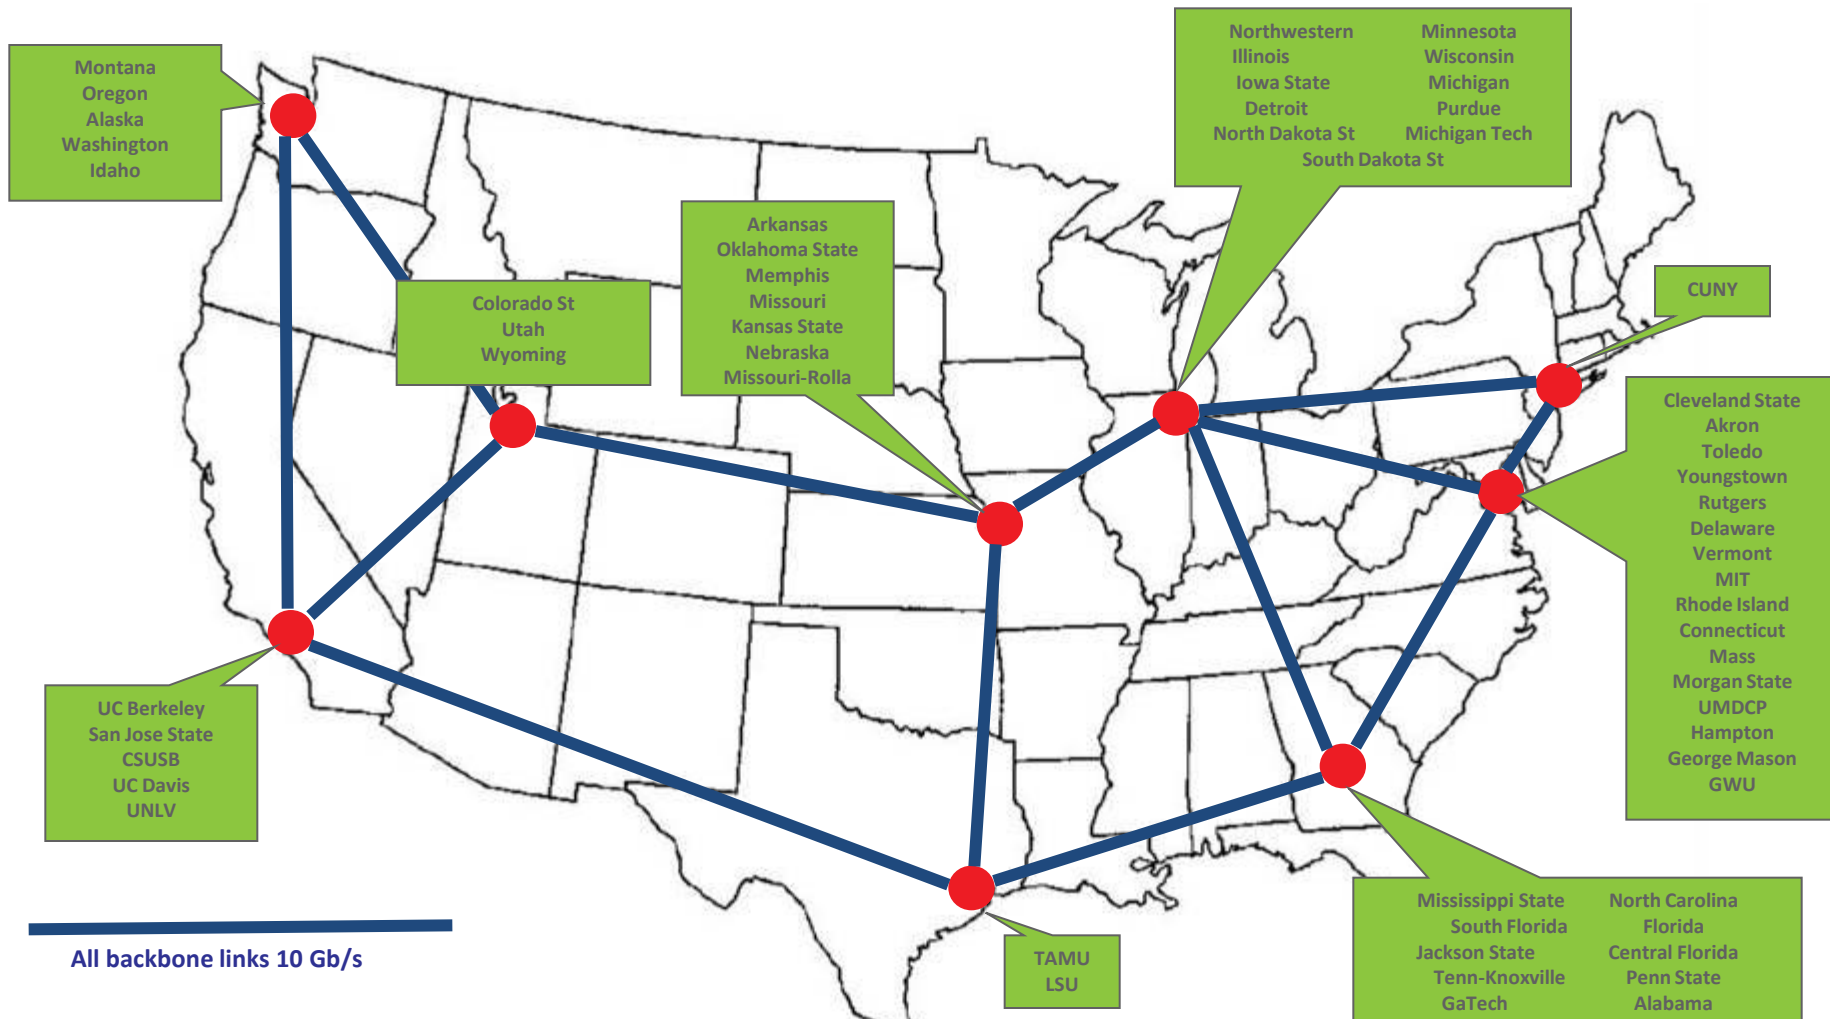 Montana
Oregon
Alaska
Washington
Idaho
Northwestern Minnesota
Illinois Wisconsin
Iowa State Michigan
Detroit Purdue
North Dakota St Michigan Tech
South Dakota St
Arkansas
Oklahoma State
Memphis
Missouri
Kansas State
Nebraska
Missouri-Rolla
Colorado St
Utah
Wyoming
CUNY
Cleveland State
Akron
Toledo
Youngstown
Rutgers
Delaware
Vermont
MIT
Rhode Island
Connecticut
Mass
Morgan State
UMDCP
Hampton
George Mason
GWU
UC Berkeley
San Jose State
CSUSB
UC Davis
UNLV
All backbone links 10 Gb/s
TAMU
LSU
Mississippi State North Carolina
South Florida Florida
Jackson State Central Florida
Tenn-Knoxville Penn State
GaTech Alabama